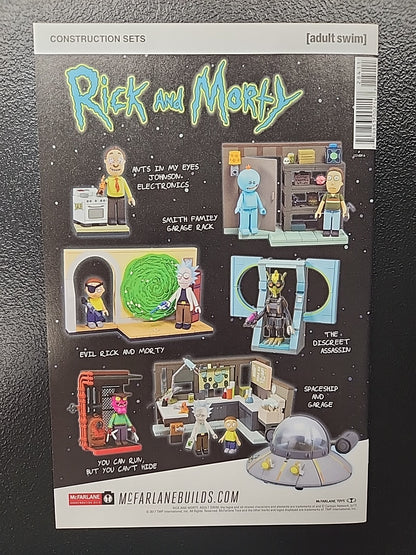 CONSTRUCTION SETS
[adult swim]
RICK AND MORTY
ANTS IN MY EYES
JOHNSON
ELECTRONICS
SMITH FAMILY
GARAGE RACK
EVIL RICK AND MORTY
THE
DISCREET
ASSASSIN
SPACESHIP
AND
GARAGE
YOU CAN RUN,
BUT YOU CAN'T HIDE
McFARLANE
MCFARLANEBUILDS.COM
McFARLANE TOYS